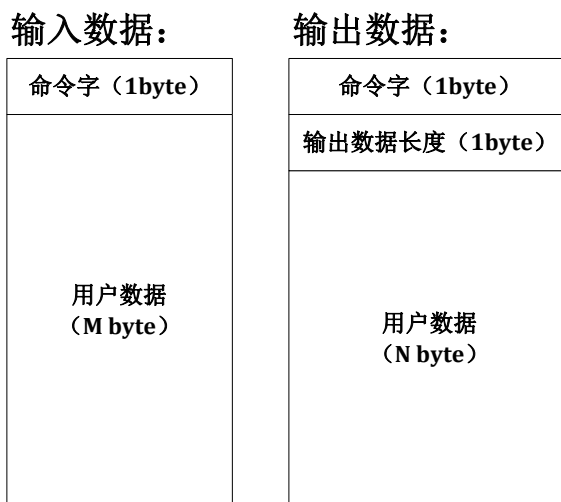 输入数据：
命令字（1byte）
用户数据
（M byte）
输出数据：
命令字（1byte）
输出数据长度（1byte）
用户数据
（N byte）